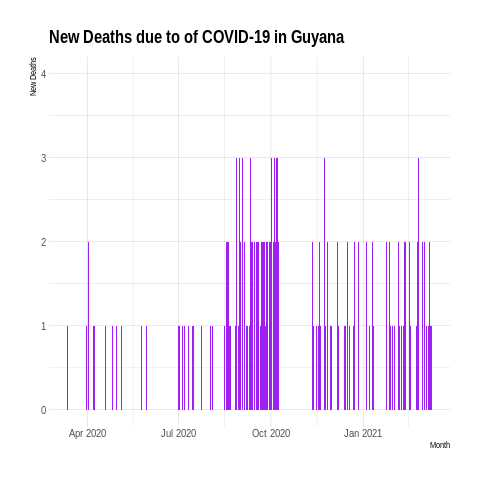 New Deaths due to of COVID-19 in Guyana
New Deaths
4
3
2
1
0
Apr 2020 Jul 2020 Oct 2020 Jan 2021
Month